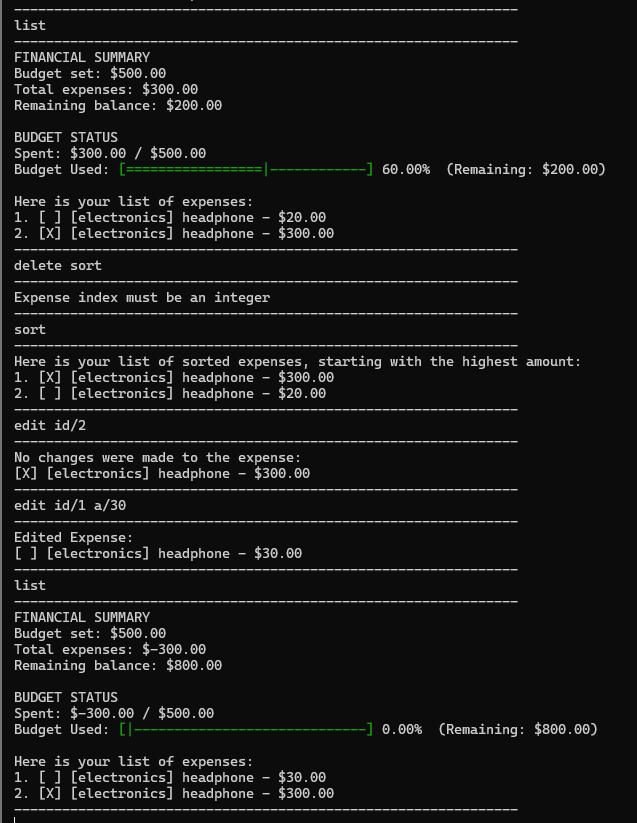 list
FINANCIAL SUMMARY
Budget set: $500.00
Total expenses: $300.00
Remaining balance: $200.00
BUDGET STATUS
Spent: $300.00 / $500.00
Budget Used: [=================|------------] 60.00%  (Remaining: $200.00)
Here is your list of expenses:
1. [ ] [electronics] headphone - $20.00
2. [X] [electronics] headphone - $300.00
delete sort
Expense index must be an integer
sort
Here is your list of sorted expenses, starting with the highest amount:
1. [X] [electronics] headphone - $300.00
2. [ ] [electronics] headphone - $20.00
edit id/2
No changes were made to the expense:
[X] [electronics] headphone - $300.00
edit id/1 a/30
Edited Expense:
[ ] [electronics] headphone - $30.00
list
FINANCIAL SUMMARY
Budget set: $500.00
Total expenses: $-300.00
Remaining balance: $800.00
BUDGET STATUS
Spent: $-300.00 / $500.00
Budget Used: [|-----------------------------] 0.00%  (Remaining: $800.00)
Here is your list of expenses:
1. [ ] [electronics] headphone - $30.00
2. [X] [electronics] headphone - $300.00